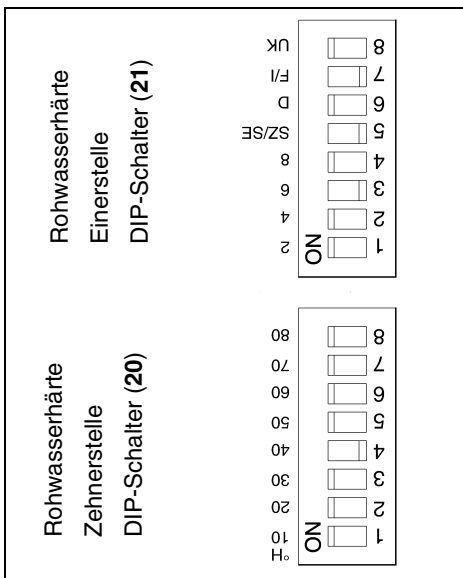 Rohwasserhärte
Zehnerstelle
DIP-Schalter (20)
°H
10 20 30 40 50 60 70 80
ON
1 2 3 4 5 6 7 8
Rohwasserhärte
Einerstelle
DIP-Schalter (21)
2 4 6 8 SZ/SE D F/I UK
ON
1 2 3 4 5 6 7 8